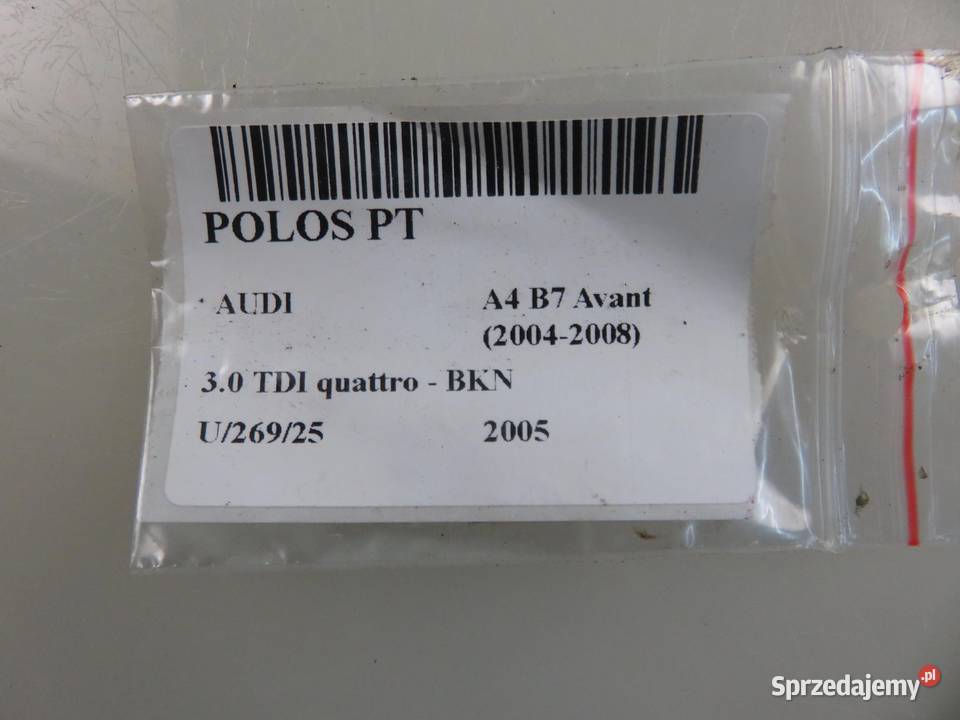 POLOS PT
AUDI
A4 B7 Avant
(2004-2008)
3.0 TDI quattro - BKN
U/269/25
2005
Sprzedajemy.pl